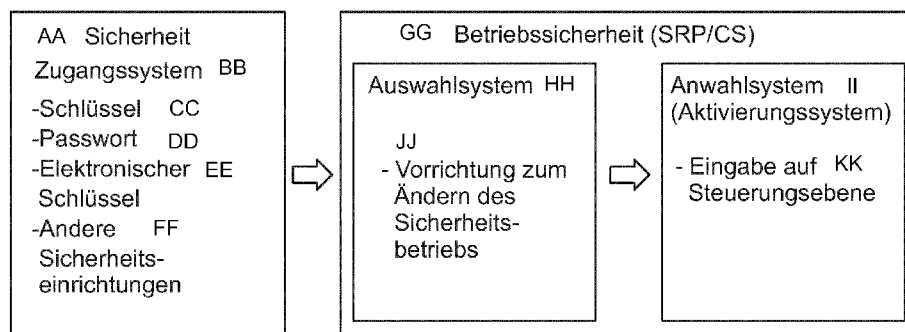 AA Sicherheit
Zugangssystem BB
-Schlüssel CC
-Passwort DD
-Elektronischer EE
Schlüssel
-Andere FF
Sicherheits-
einrichtungen
GG Betriebssicherheit (SRP/CS)
Auswahlsystem HH
JJ
- Vorrichtung zum
Ändern des
Sicherheits-
betriebs
Anwahlsystem II
(Aktivierungssystem)
- Eingabe auf KK
Steuerungsebene